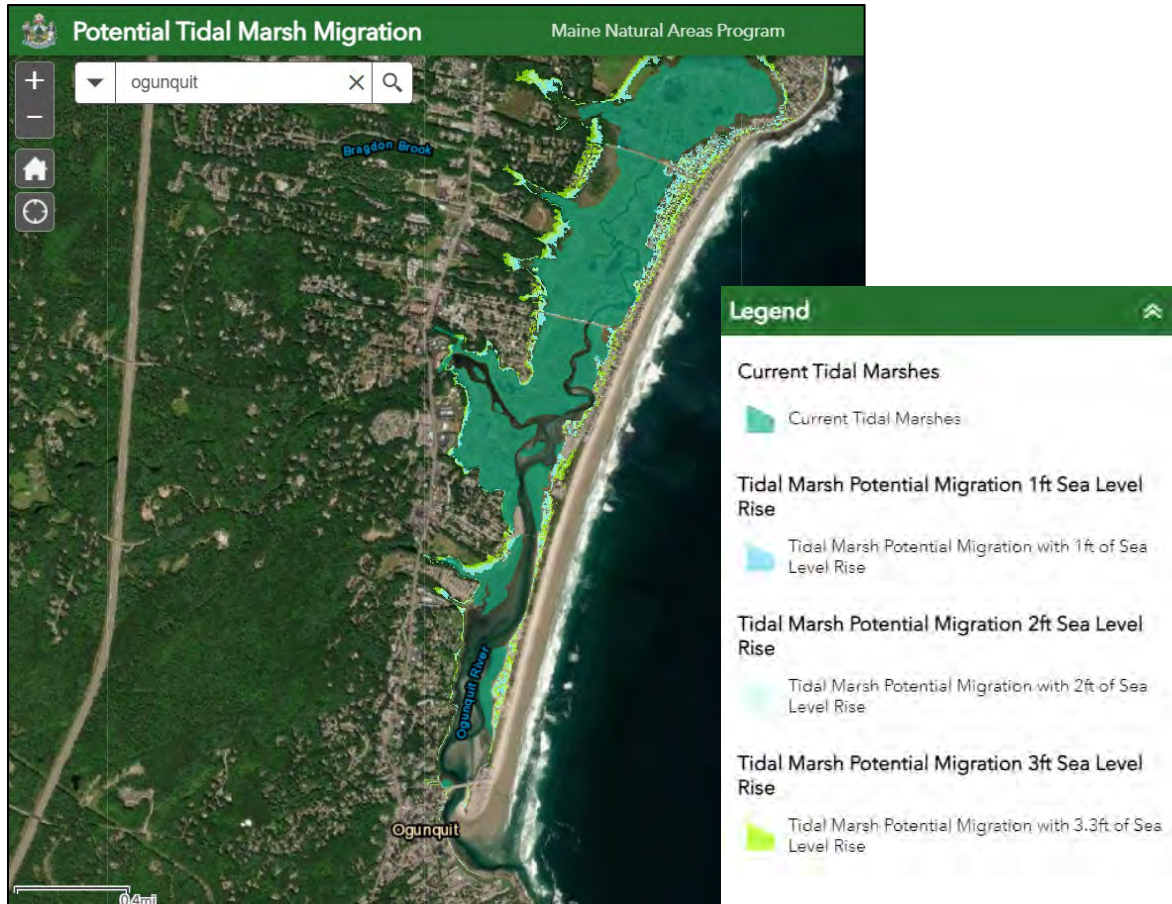 Potential Tidal Marsh Migration
Maine Natural Areas Program
+
ogunquit
−
Bragdon Brook
Ogunquit River
Ogunquit
0.4mi
Legend
Current Tidal Marshes
Current Tidal Marshes
Tidal Marsh Potential Migration 1ft Sea Level
Rise
Tidal Marsh Potential Migration with 1ft of Sea
Level Rise
Tidal Marsh Potential Migration 2ft Sea Level
Rise
Tidal Marsh Potential Migration with 2ft of Sea
Level Rise
Tidal Marsh Potential Migration 3ft Sea Level
Rise
Tidal Marsh Potential Migration with 3.3ft of Sea
Level Rise